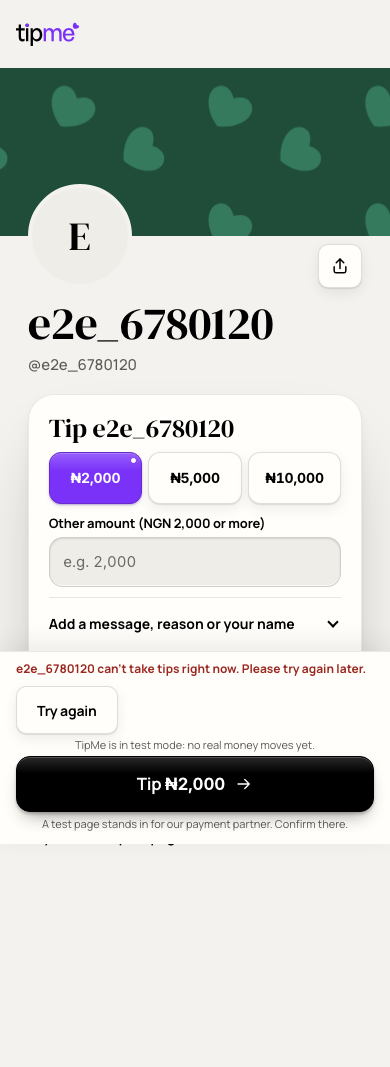 tipme
E
e2e_6780120
@e2e_6780120
Tip e2e_6780120
₦2,000
₦5,000
₦10,000
Other amount (NGN 2,000 or more)
e.g. 2,000
Add a message, reason or your name
e2e_6780120 can't take tips right now. Please try again later.
Try again
TipMe is in test mode: no real money moves yet.
Tip ₦2,000 →
A test page stands in for our payment partner. Confirm there.